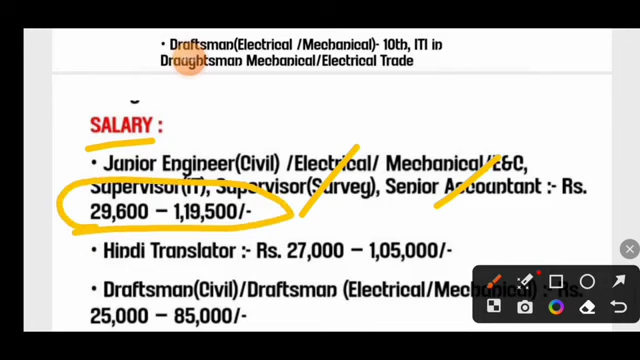 • Draftsman(Electrical /Mechanical)- 10th, ITI in
Draughtsman Mechanical/Electrical Trade
SALARY :
• Junior Engineer(Civil) /Electrical/ Mechanical/E&C,
Supervisor(IT), Supervisor(Survey), Senior Accountant :- Rs.
29,600 – 1,19,500/-
• Hindi Translator :- Rs. 27,000 – 1,05,000/-
• Draftsman(Civil)/Draftsman (Electrical/Mechanical) :- Rs.
25,000 – 85,000/-